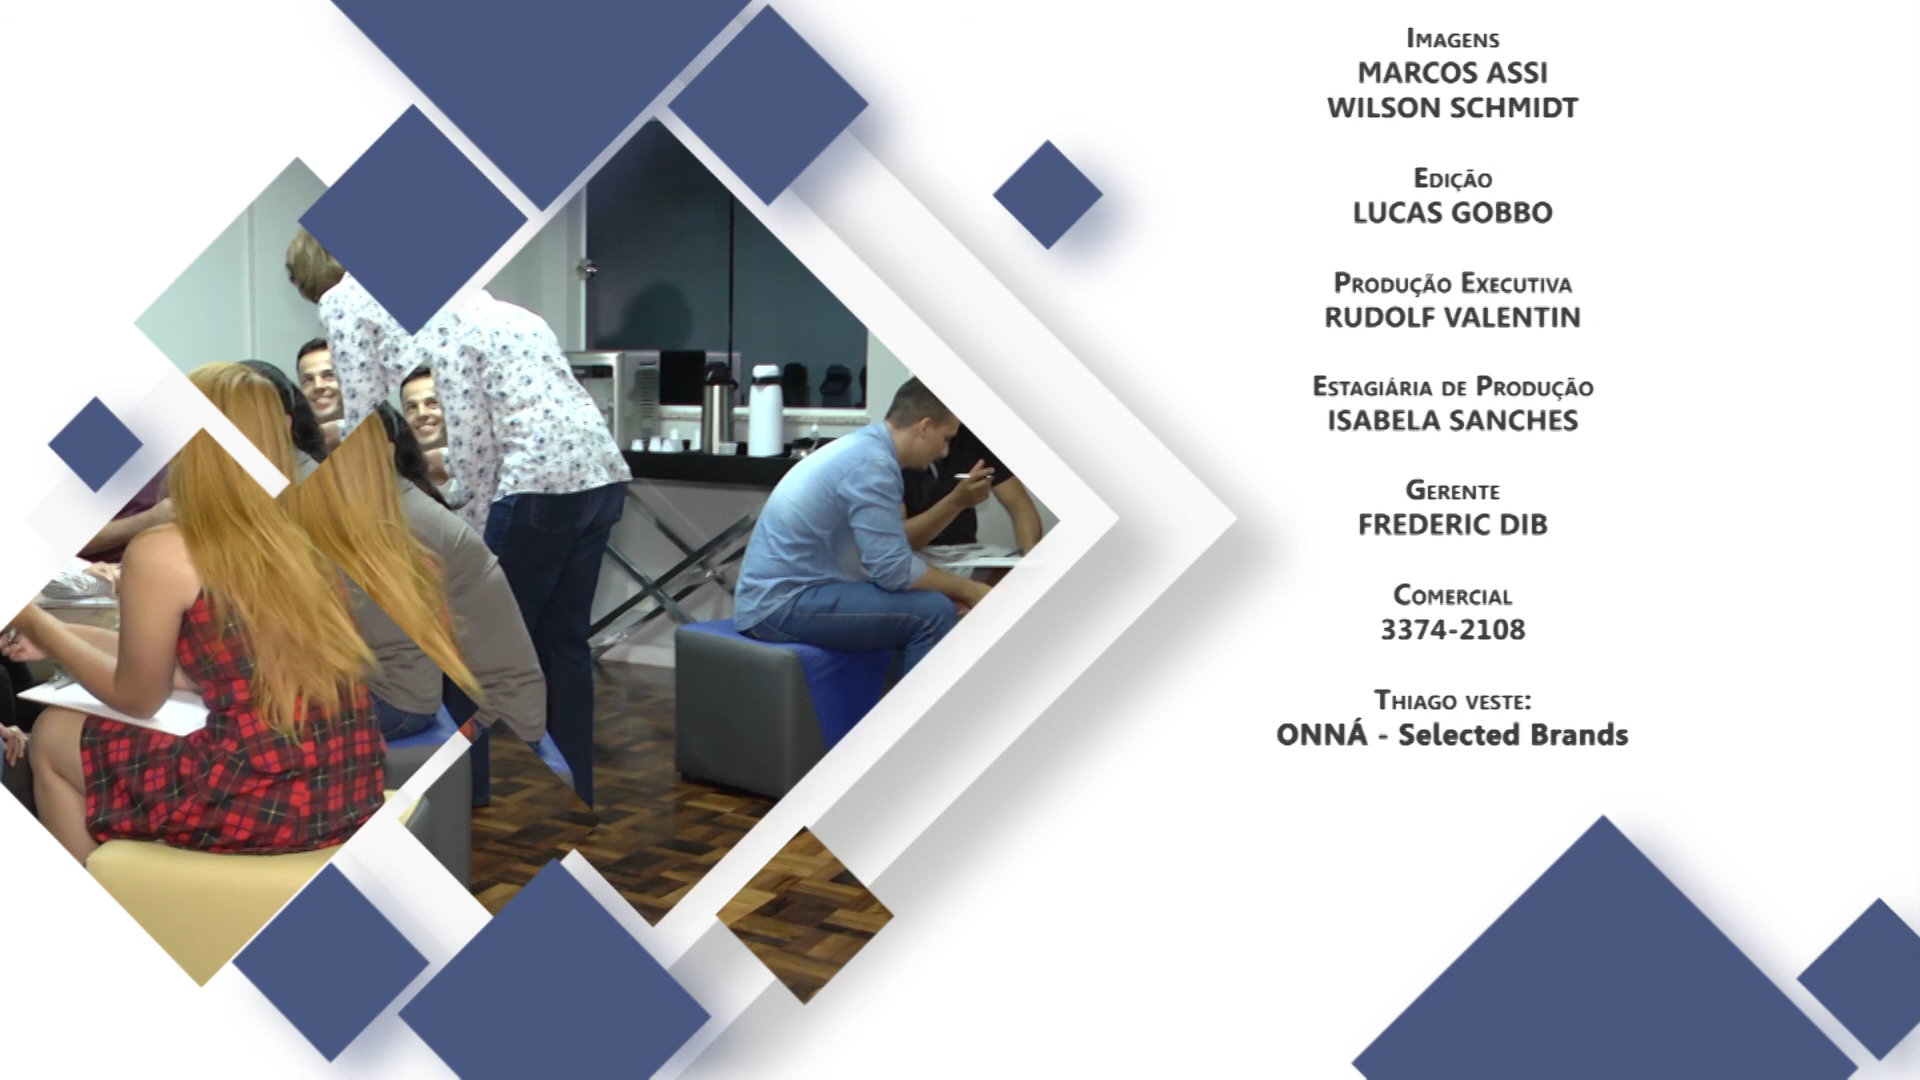 Imagens
MARCOS ASSI
WILSON SCHMIDT
Edição
LUCAS GOBBO
Produção Executiva
RUDOLF VALENTIN
Estagiária de Produção
ISABELA SANCHES
Gerente
FREDERIC DIB
Comercial
3374-2108
Thiago veste:
ONNÁ - Selected Brands